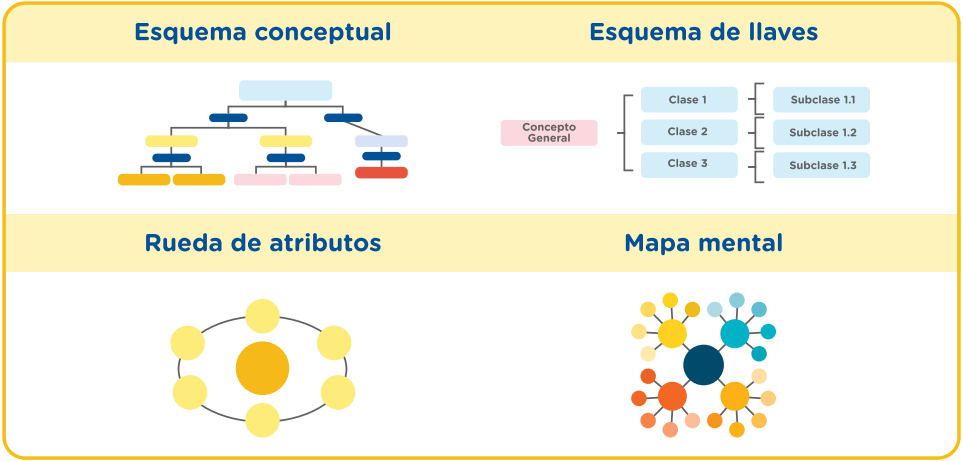 Esquema conceptual
Esquema de llaves
Concepto
General
Clase 1
Subclase 1.1
Clase 2
Subclase 1.2
Clase 3
Subclase 1.3
Rueda de atributos
Mapa mental